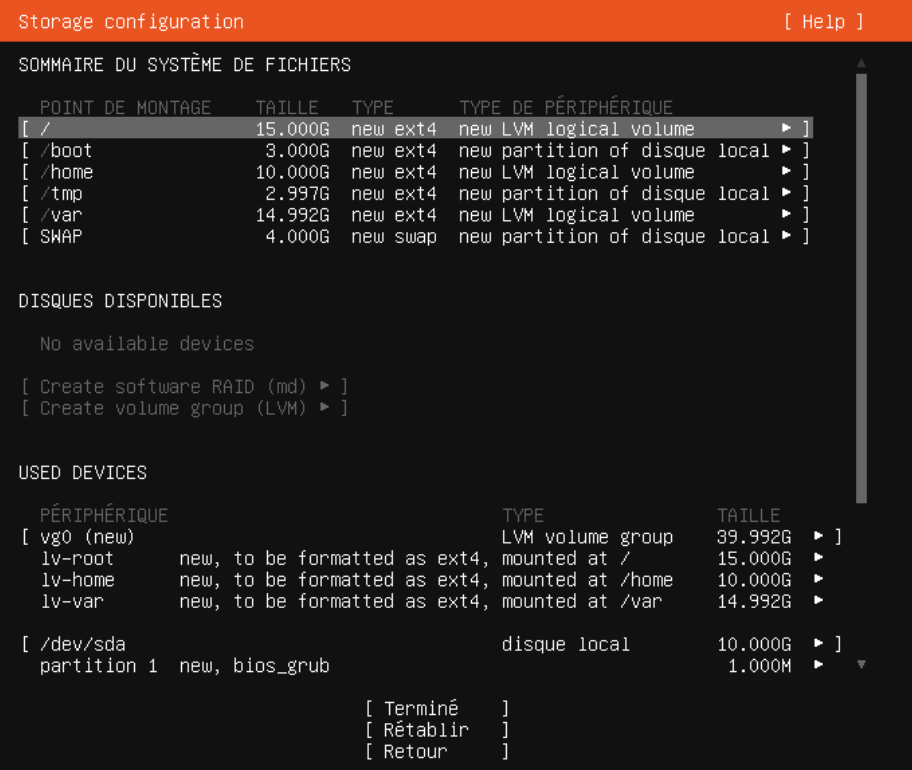 Storage configuration [ Help ]
SOMMAIRE DU SYSTÈME DE FICHIERS
POINT DE MONTAGE TAILLE TYPE TYPE DE PÉRIPHÉRIQUE
[ / 15.000G new ext4 new LVM logical volume ▸ ]
[ /boot 3.000G new ext4 new partition of disque local ▸ ]
[ /home 10.000G new ext4 new LVM logical volume ▸ ]
[ /tmp 2.997G new ext4 new partition of disque local ▸ ]
[ /var 14.992G new ext4 new LVM logical volume ▸ ]
[ SWAP 4.000G new swap new partition of disque local ▸ ]
DISQUES DISPONIBLES
No available devices
[ Create software RAID (md) ▸ ]
[ Create volume group (LVM) ▸ ]
USED DEVICES
PÉRIPHÉRIQUE TYPE TAILLE
[ vg0 (new) LVM volume group 39.992G ▸ ]
lv-root new, to be formatted as ext4, mounted at / 15.000G ▸
lv-home new, to be formatted as ext4, mounted at /home 10.000G ▸
lv-var new, to be formatted as ext4, mounted at /var 14.992G ▸
[ /dev/sda disque local 10.000G ▸ ]
partition 1 new, bios_grub 1.000M ▸
[ Terminé ]
[ Rétablir ]
[ Retour ]